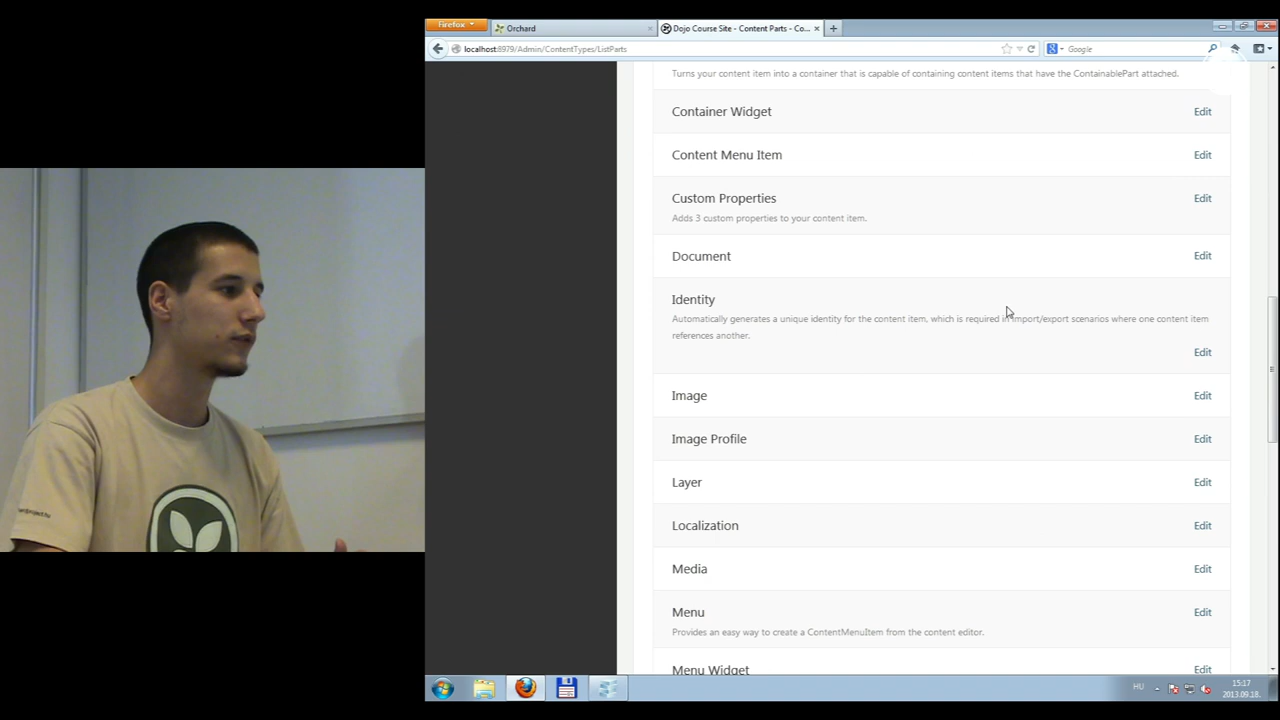 Firefox
Orchard
Dojo Course Site - Content Parts - Co...
localhost:8979/Admin/ContentTypes/ListParts
Google
Turns your content item into a container that is capable of containing content items that have the ContainablePart attached.
Container Widget
Edit
Content Menu Item
Edit
Custom Properties
Edit
Adds 3 custom properties to your content item.
Document
Edit
Identity
Automatically generates a unique identity for the content item, which is required in import/export scenarios where one content item
references another.
Edit
Image
Edit
Image Profile
Edit
Layer
Edit
Localization
Edit
Media
Edit
Menu
Edit
Provides an easy way to create a ContentMenuItem from the content editor.
Menu Widget
Edit
HU
15:17
2013.09.18.